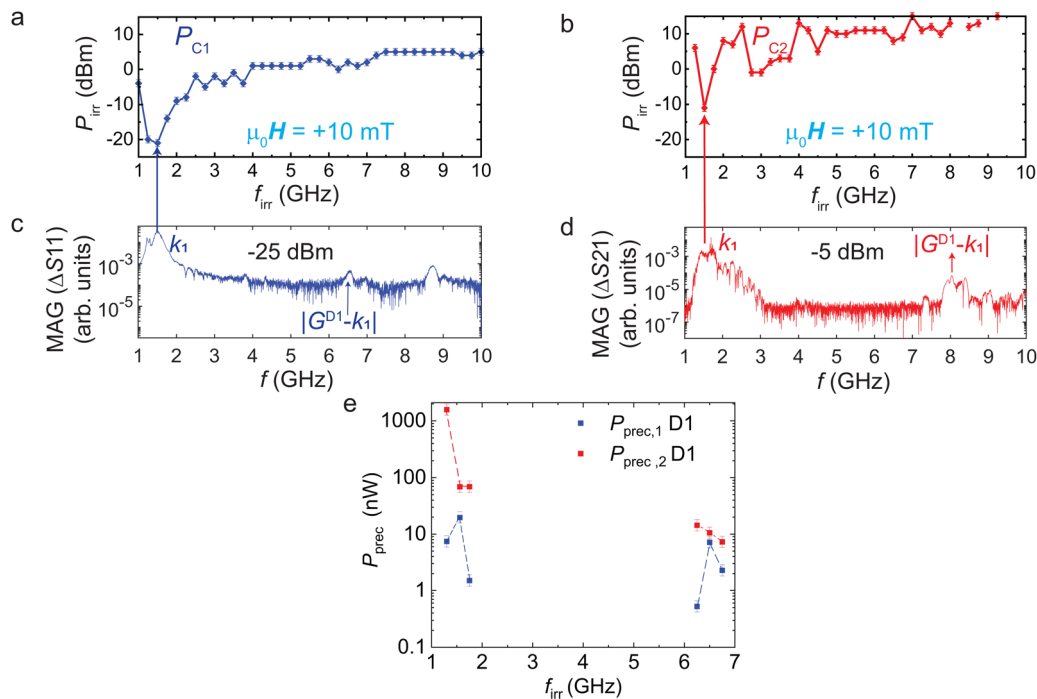 a
P_C1
P_irr (dBm)
10
0
-10
-20
μ₀H = +10 mT
1 2 3 4 5 6 7 8 9 10
f_irr (GHz)
b
P_C2
P_irr (dBm)
10
0
-10
-20
μ₀H = +10 mT
1 2 3 4 5 6 7 8 9 10
f_irr (GHz)
c
k₁
-25 dBm
MAG (ΔS11)
(arb. units)
10⁻³
10⁻⁵
|G^D1-k₁|
1 2 3 4 5 6 7 8 9 10
f (GHz)
d
k₁
-5 dBm
|G^D1-k₁|
MAG (ΔS21)
(arb. units)
10⁻³
10⁻⁵
10⁻⁷
1 2 3 4 5 6 7 8 9 10
f (GHz)
e
P_prec,1 D1
P_prec ,2 D1
P_prec (nW)
1000
100
10
1
0.1
1 2 3 4 5 6 7
f_irr (GHz)